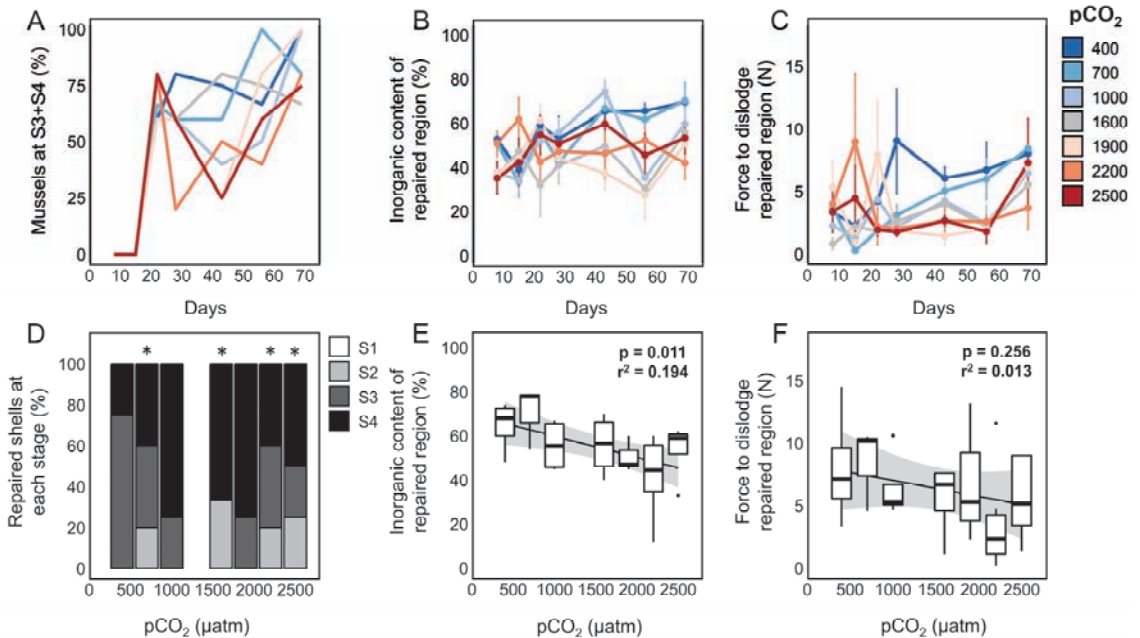 A
Mussels at S3+S4 (%)
100
75
50
25
0
0 10 20 30 40 50 60 70
Days
B
Inorganic content of
repaired region (%)
100
80
60
40
20
0
0 10 20 30 40 50 60 70
Days
C
Force to dislodge
repaired region (N)
15
10
5
0
0 10 20 30 40 50 60 70
Days
pCO2
400
700
1000
1600
1900
2200
2500
D
Repaired shells at
each stage (%)
100
80
60
40
20
0
* * * *
0 500 1000 1500 2000 2500
pCO2 (µatm)
S1
S2
S3
S4
E
Inorganic content of
repaired region (%)
100
80
60
40
20
0
p = 0.011
r2 = 0.194
0 500 1000 1500 2000 2500
pCO2 (µatm)
F
Force to dislodge
repaired region (N)
15
10
5
0
p = 0.256
r2 = 0.013
0 500 1000 1500 2000 2500
pCO2 (µatm)